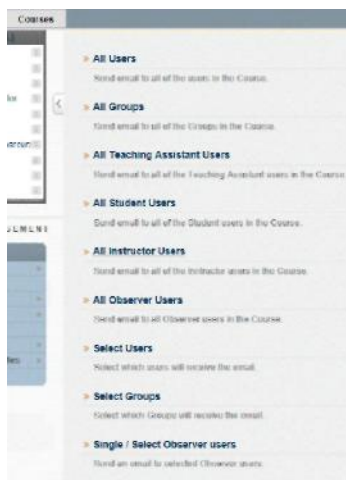 Courses
All Users
Send email to all of the users in the Course.
All Groups
Send email to all of the Groups in the Course.
All Teaching Assistant Users
Send email to all of the Teaching Assistant users in the Course
All Student Users
Send email to all of the Student users in the Course.
All Instructor Users
Send email to all of the Instructor users in the Course.
All Observer Users
Send email to all Observer users in the Course.
Select Users
Select which users will receive the email.
Select Groups
Select which Groups will receive the email.
Single / Select Observer users
Send an email to selected Observer users